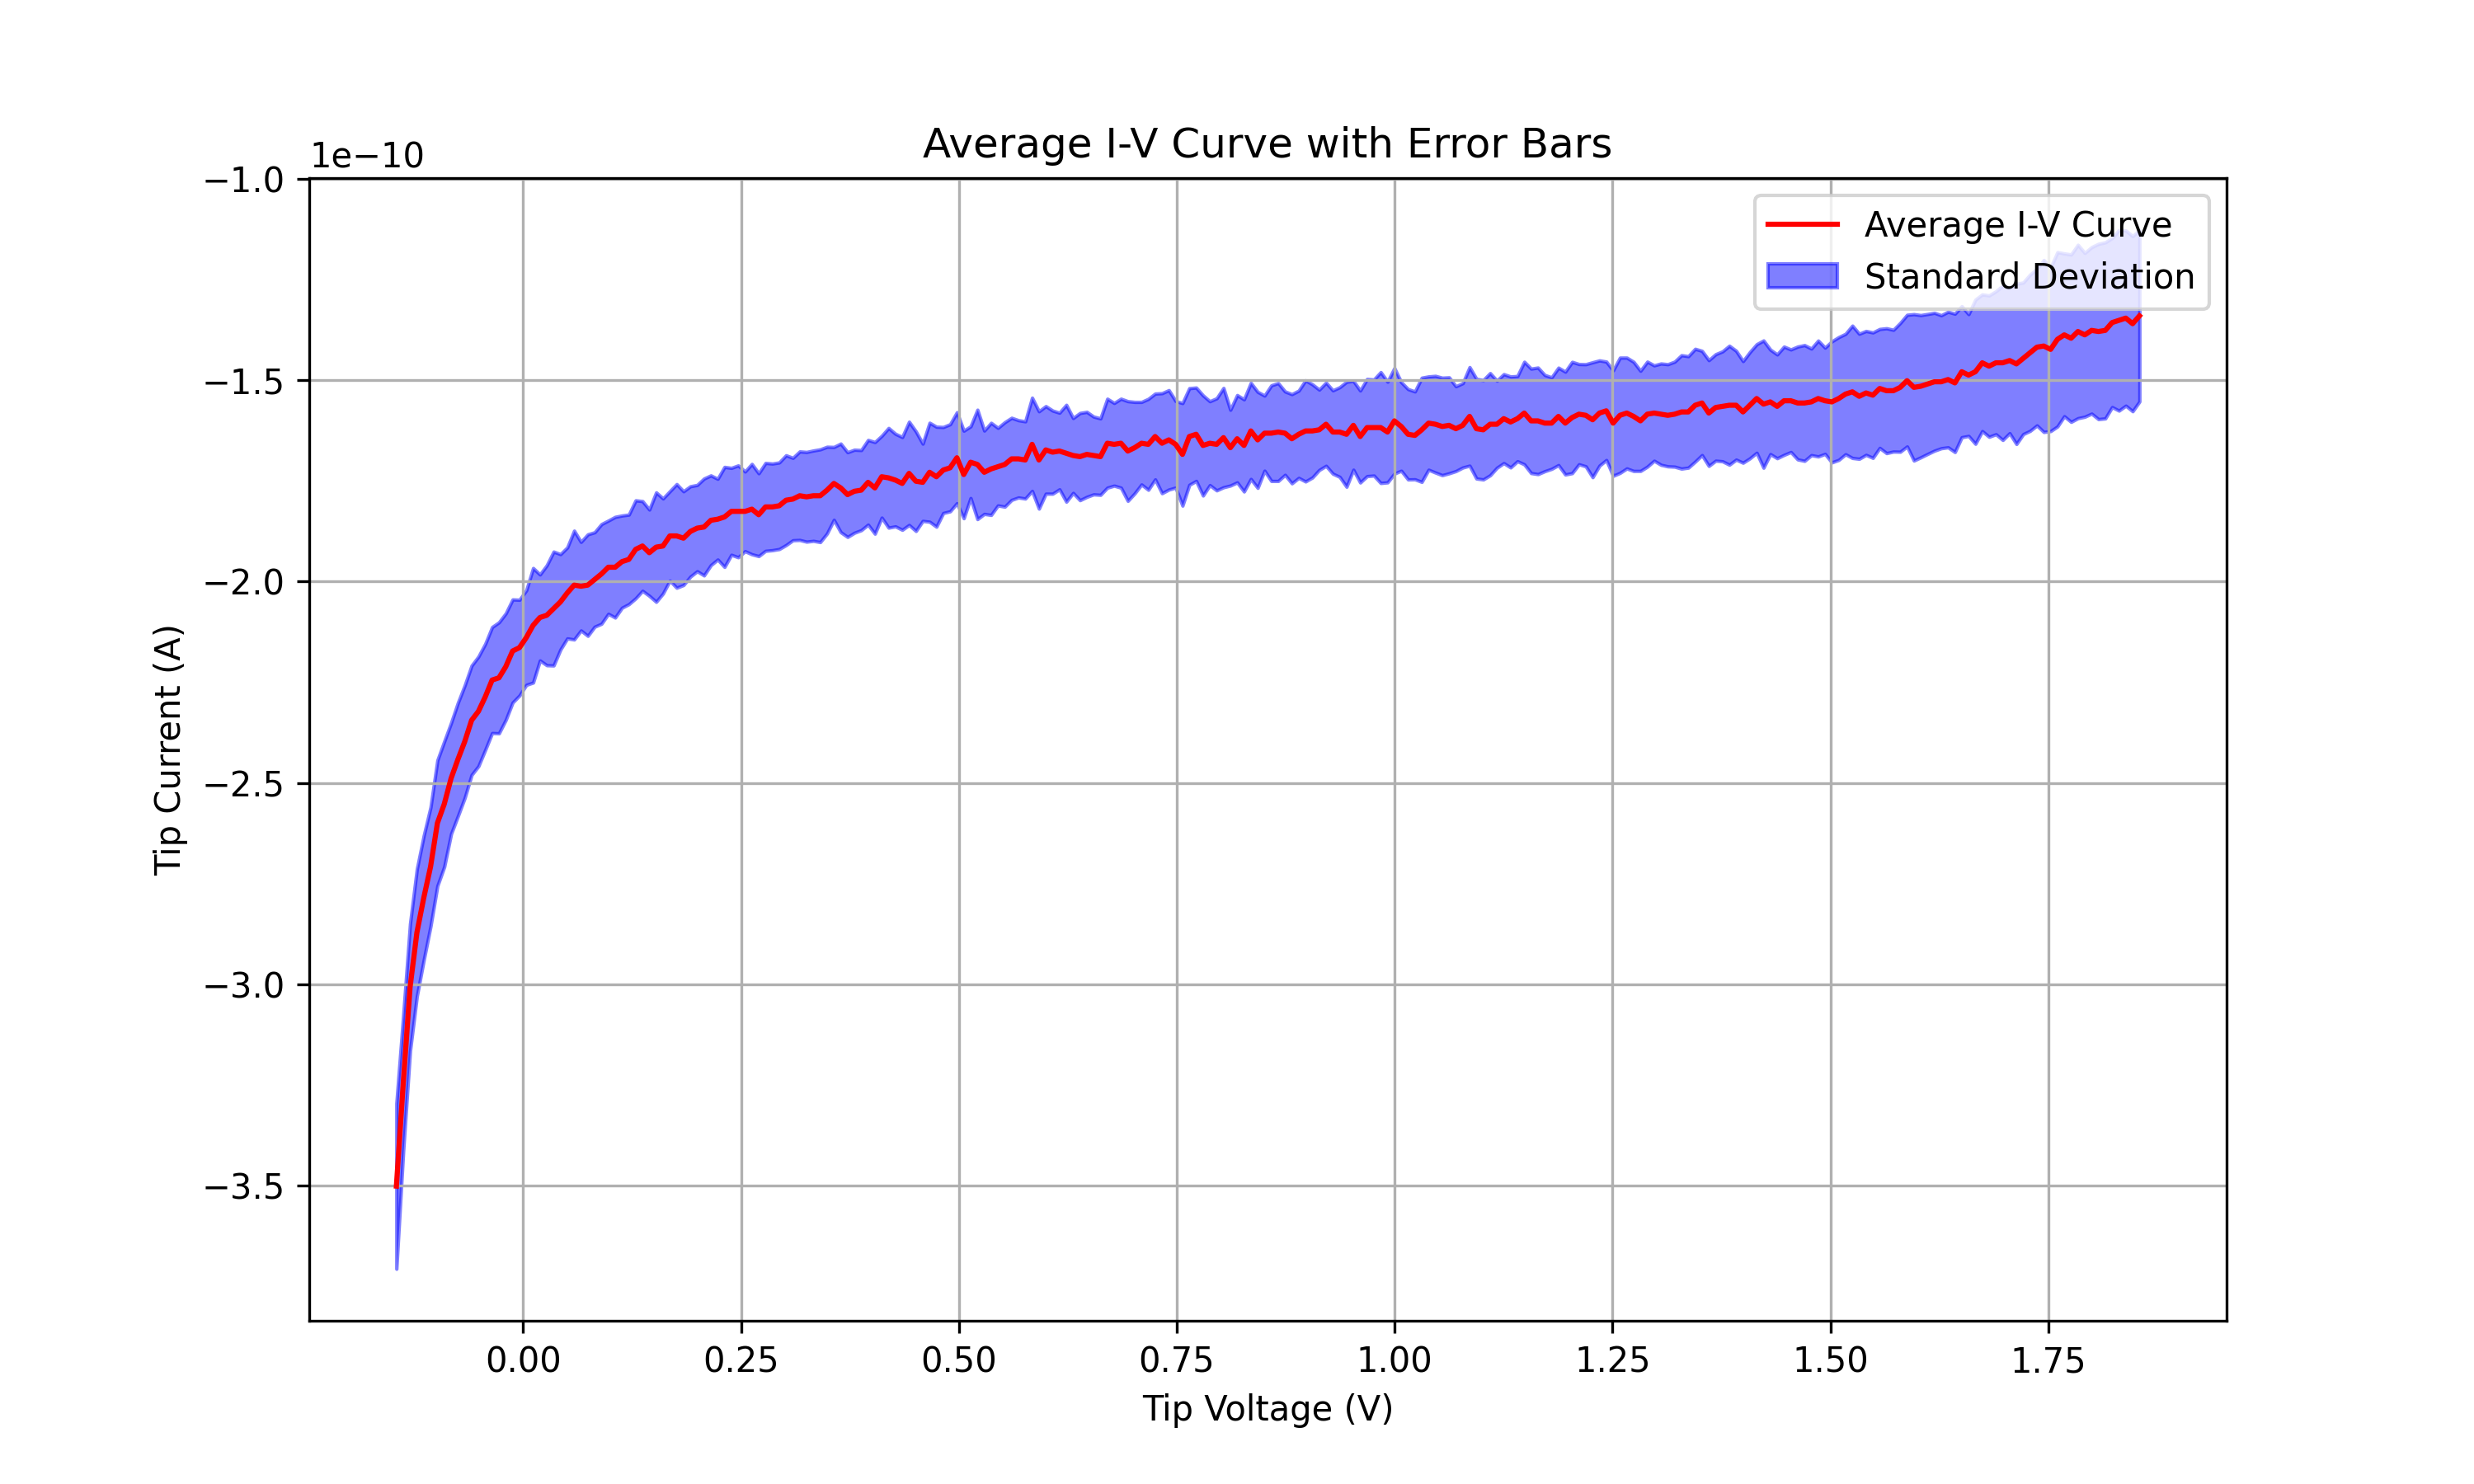 Average I-V Curve with Error Bars
1e−10
Average I-V Curve
Standard Deviation
−1.0
−1.5
−2.0
−2.5
−3.0
−3.5
Tip Current (A)
0.00 0.25 0.50 0.75 1.00 1.25 1.50 1.75
Tip Voltage (V)